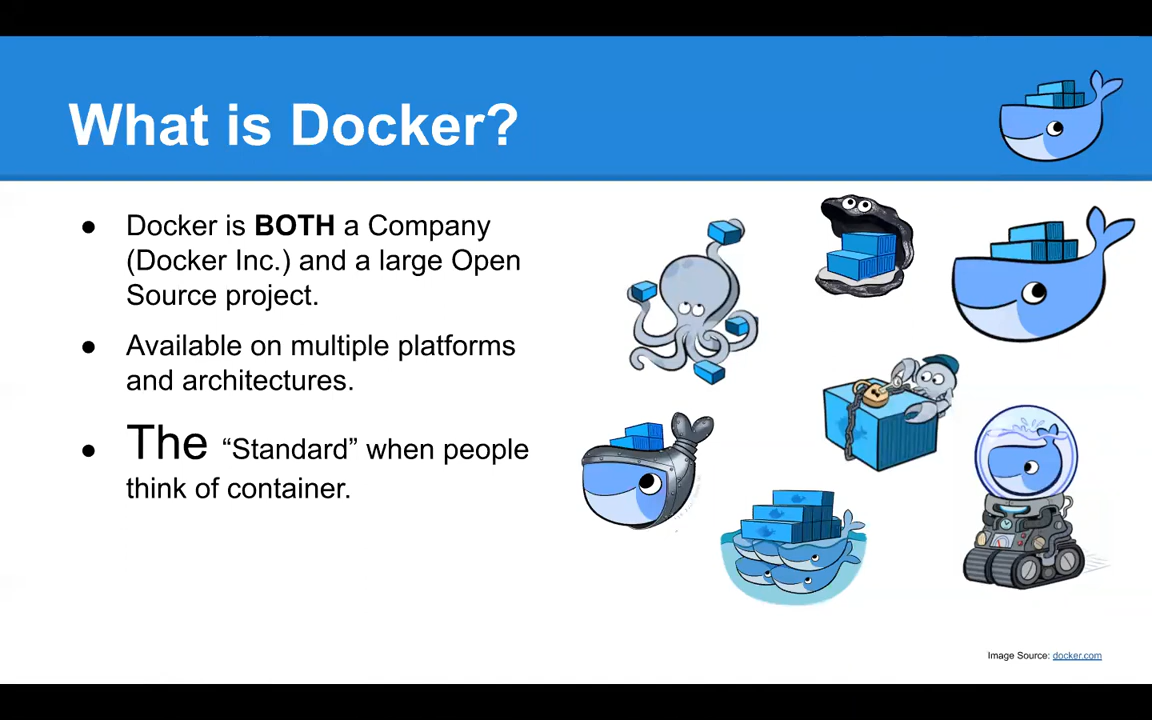 What is Docker?
● Docker is BOTH a Company
(Docker Inc.) and a large Open
Source project.
● Available on multiple platforms
and architectures.
● The “Standard” when people
think of container.
Image Source: docker.com